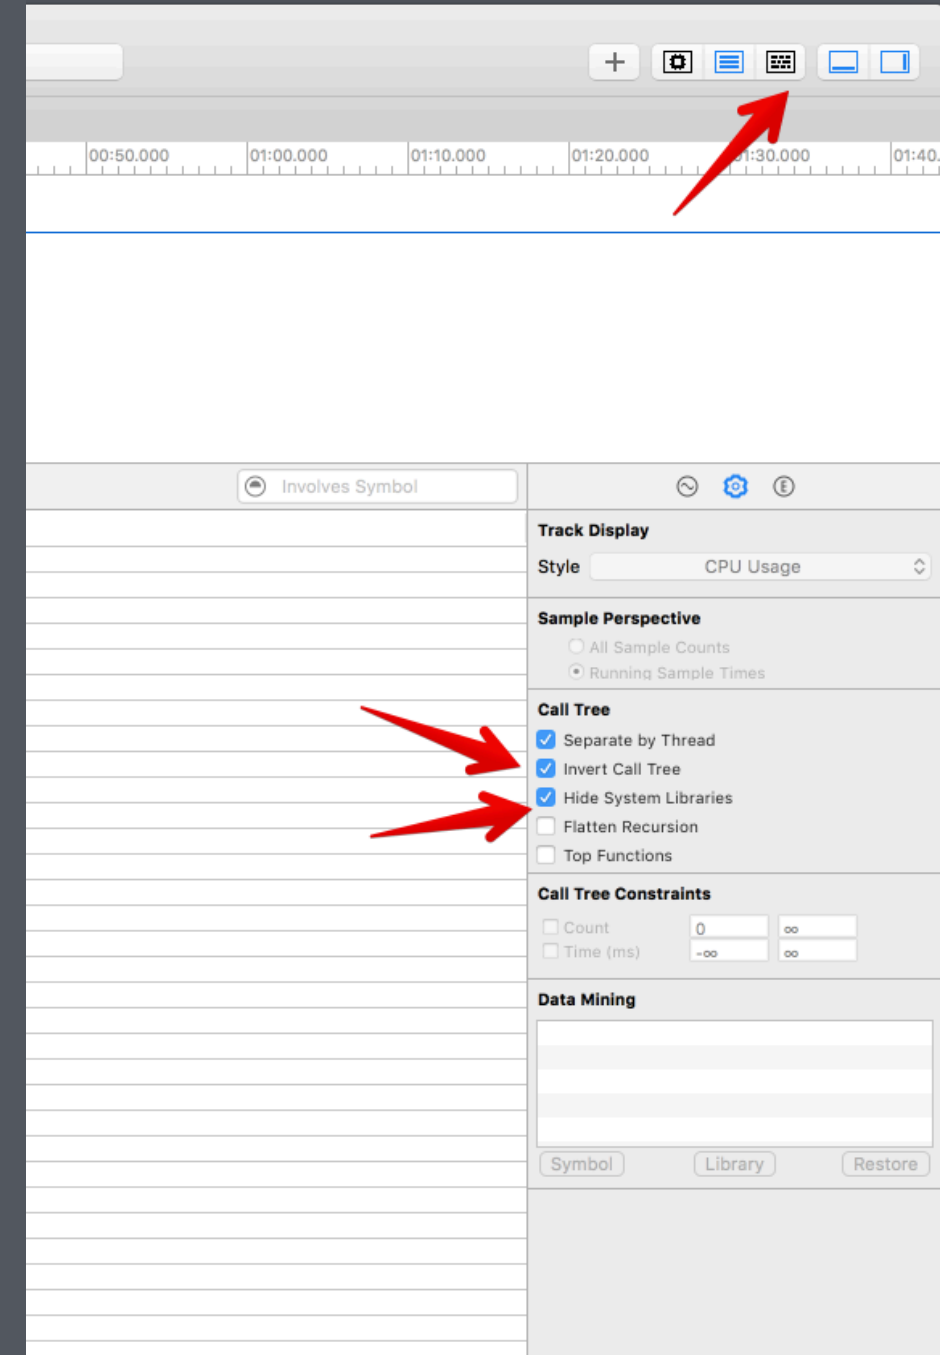 00:50.000 01:00.000 01:10.000 01:20.000 01:30.000 01:40.
Involves Symbol
Track Display
Style CPU Usage
Sample Perspective
All Sample Counts
Running Sample Times
Call Tree
Separate by Thread
Invert Call Tree
Hide System Libraries
Flatten Recursion
Top Functions
Call Tree Constraints
Count 0 ∞
Time (ms) -∞ ∞
Data Mining
Symbol Library Restore